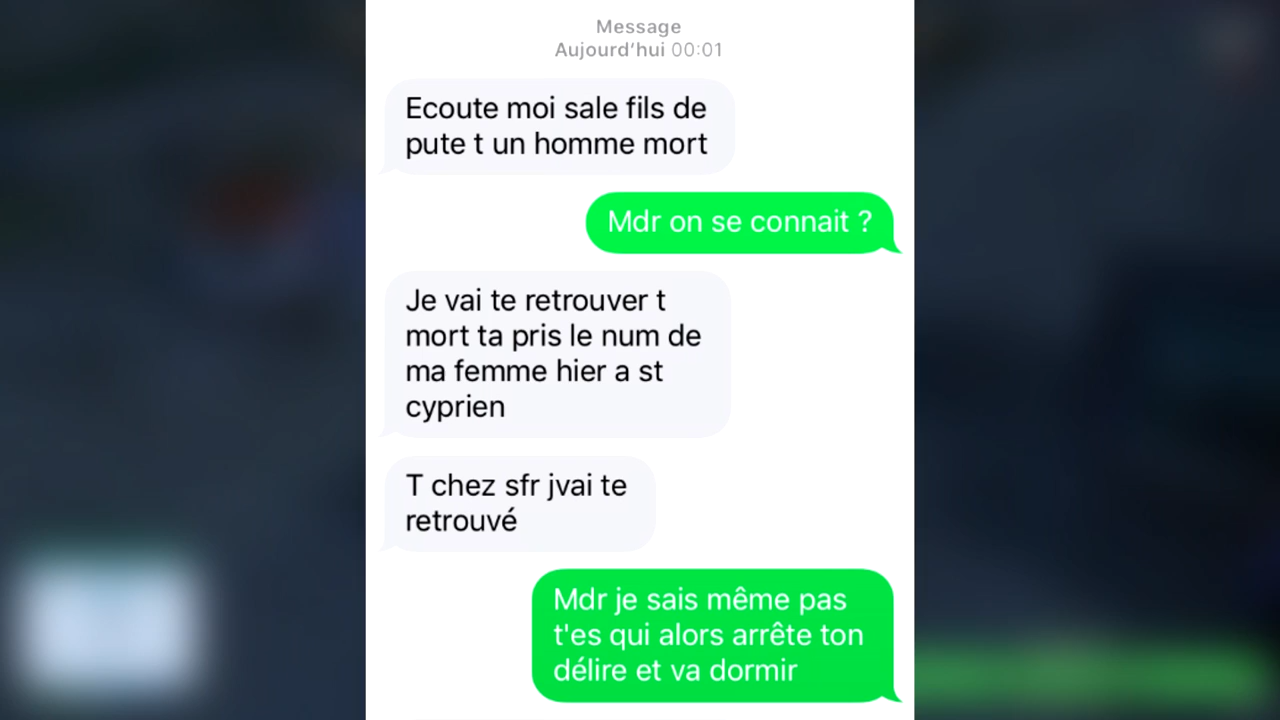 Message
Aujourd'hui 00:01
Ecoute moi sale fils de
pute t un homme mort
Mdr on se connait ?
Je vai te retrouver t
mort ta pris le num de
ma femme hier a st
cyprien
T chez sfr jvai te
retrouvé
Mdr je sais même pas
t'es qui alors arrête ton
délire et va dormir